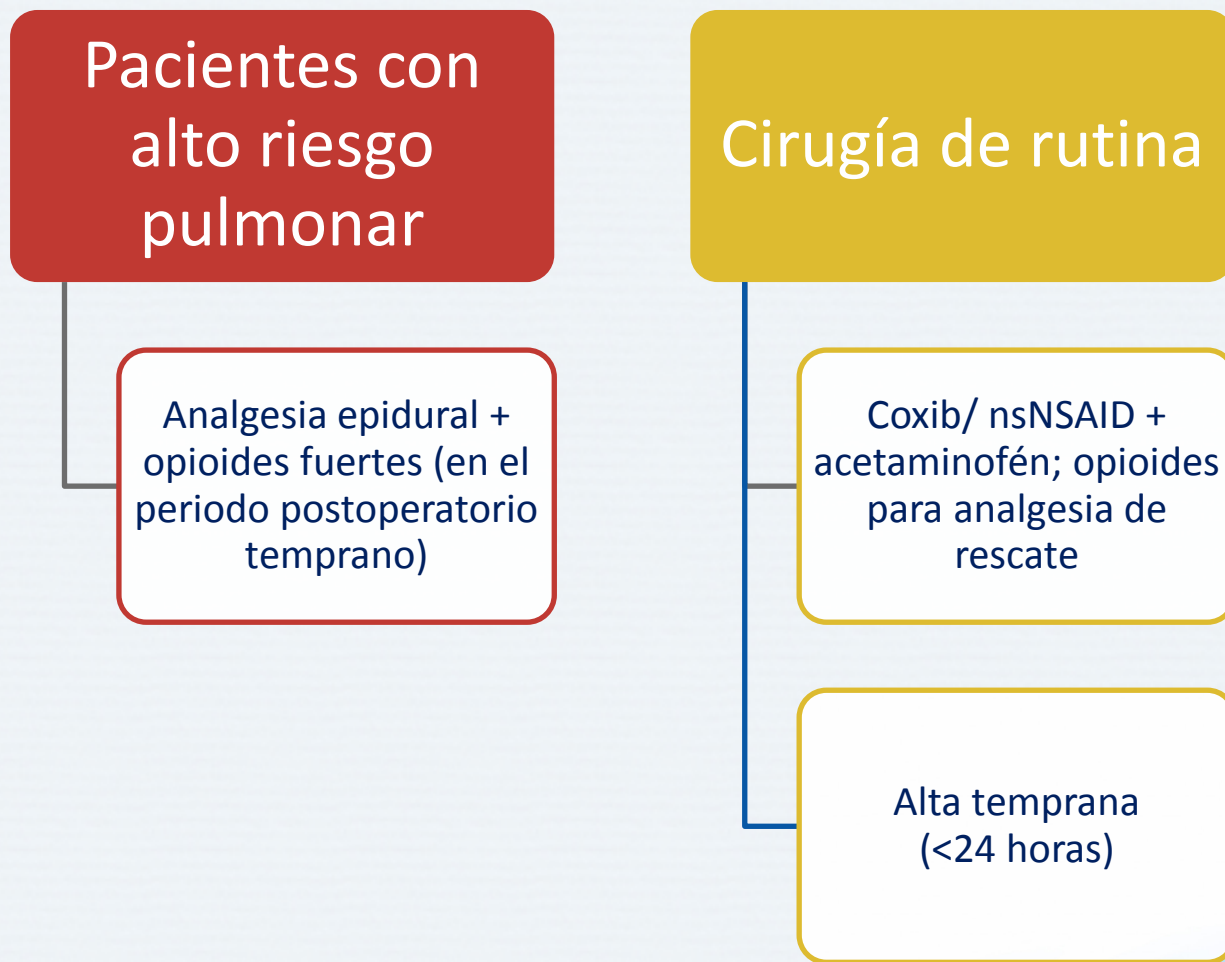 Pacientes con
alto riesgo
pulmonar
Analgesia epidural +
opioides fuertes (en el
periodo postoperatorio
temprano)
Cirugía de rutina
Coxib/ nsNSAID +
acetaminofén; opioides
para analgesia de
rescate
Alta temprana
(<24 horas)